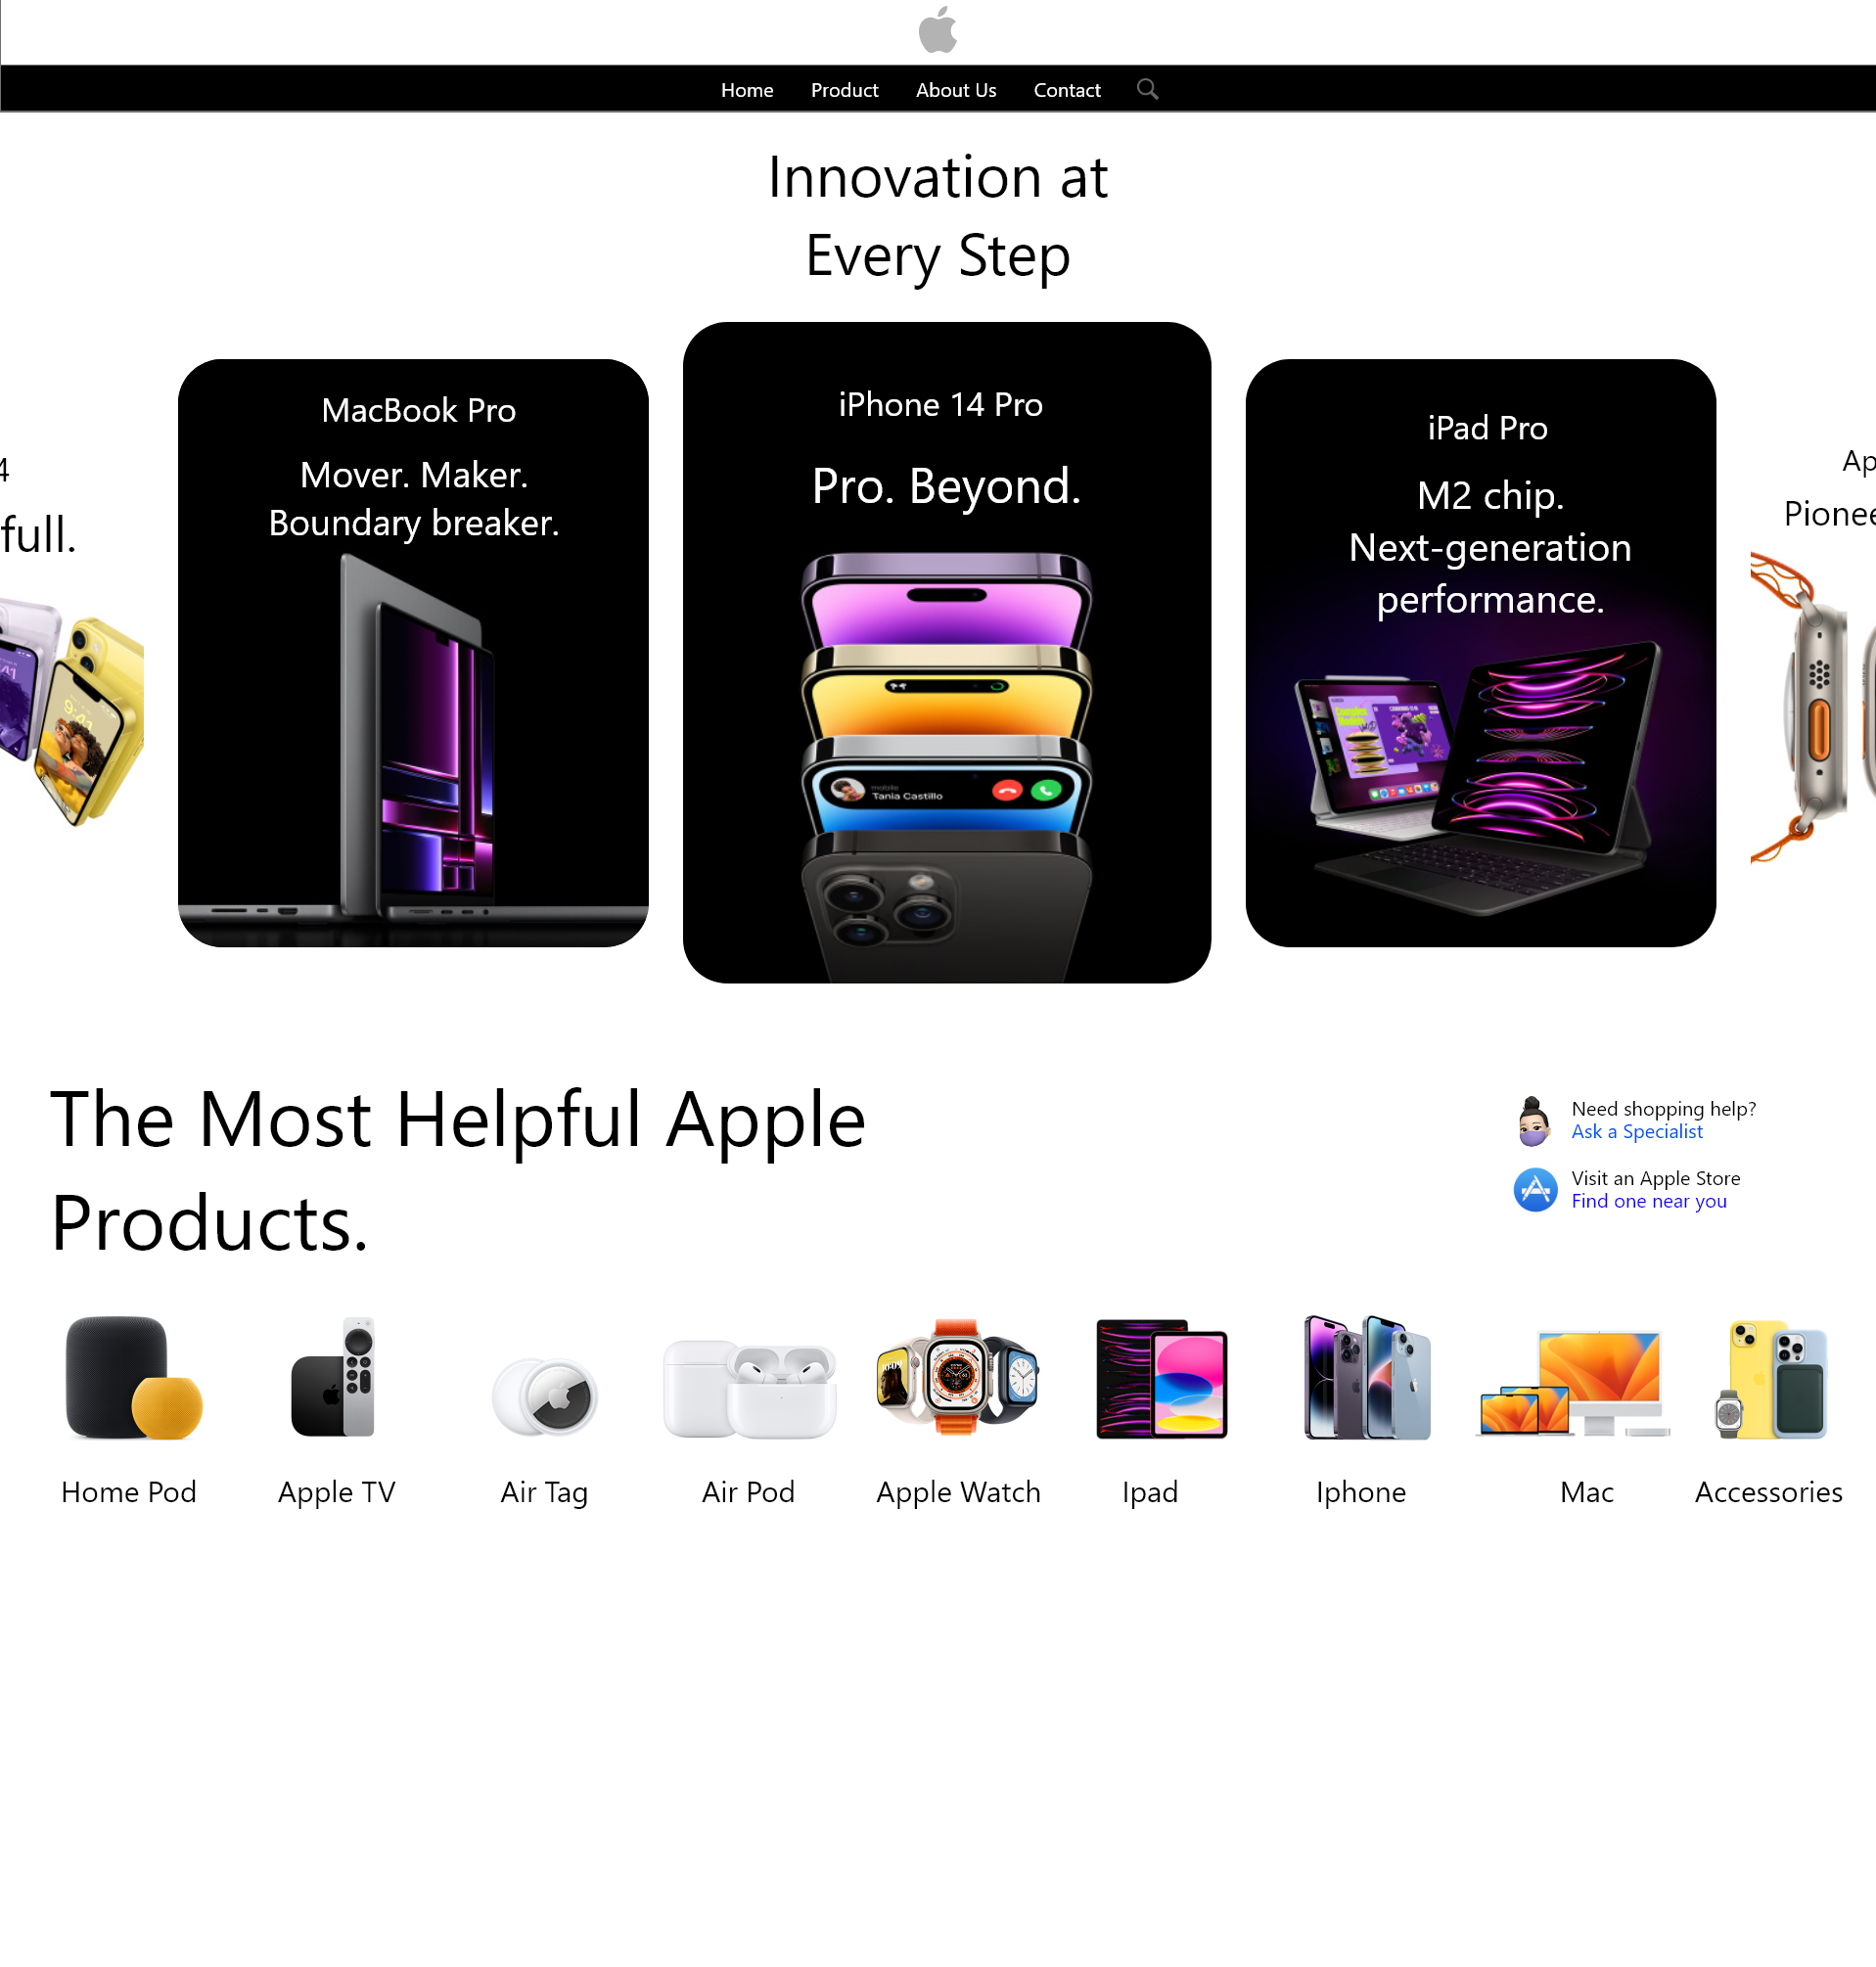 Home Product About Us Contact
Innovation at
Every Step
4
full.
9:41
MacBook Pro
Mover. Maker.
Boundary breaker.
iPhone 14 Pro
Pro. Beyond.
mobile
Tania Castillo
iPad Pro
M2 chip.
Next-generation
performance.
Ap
Pionee
The Most Helpful Apple
Products.
Need shopping help?
Ask a Specialist
Visit an Apple Store
Find one near you
Home Pod
Apple TV
Air Tag
Air Pod
Apple Watch
Ipad
Iphone
Mac
Accessories